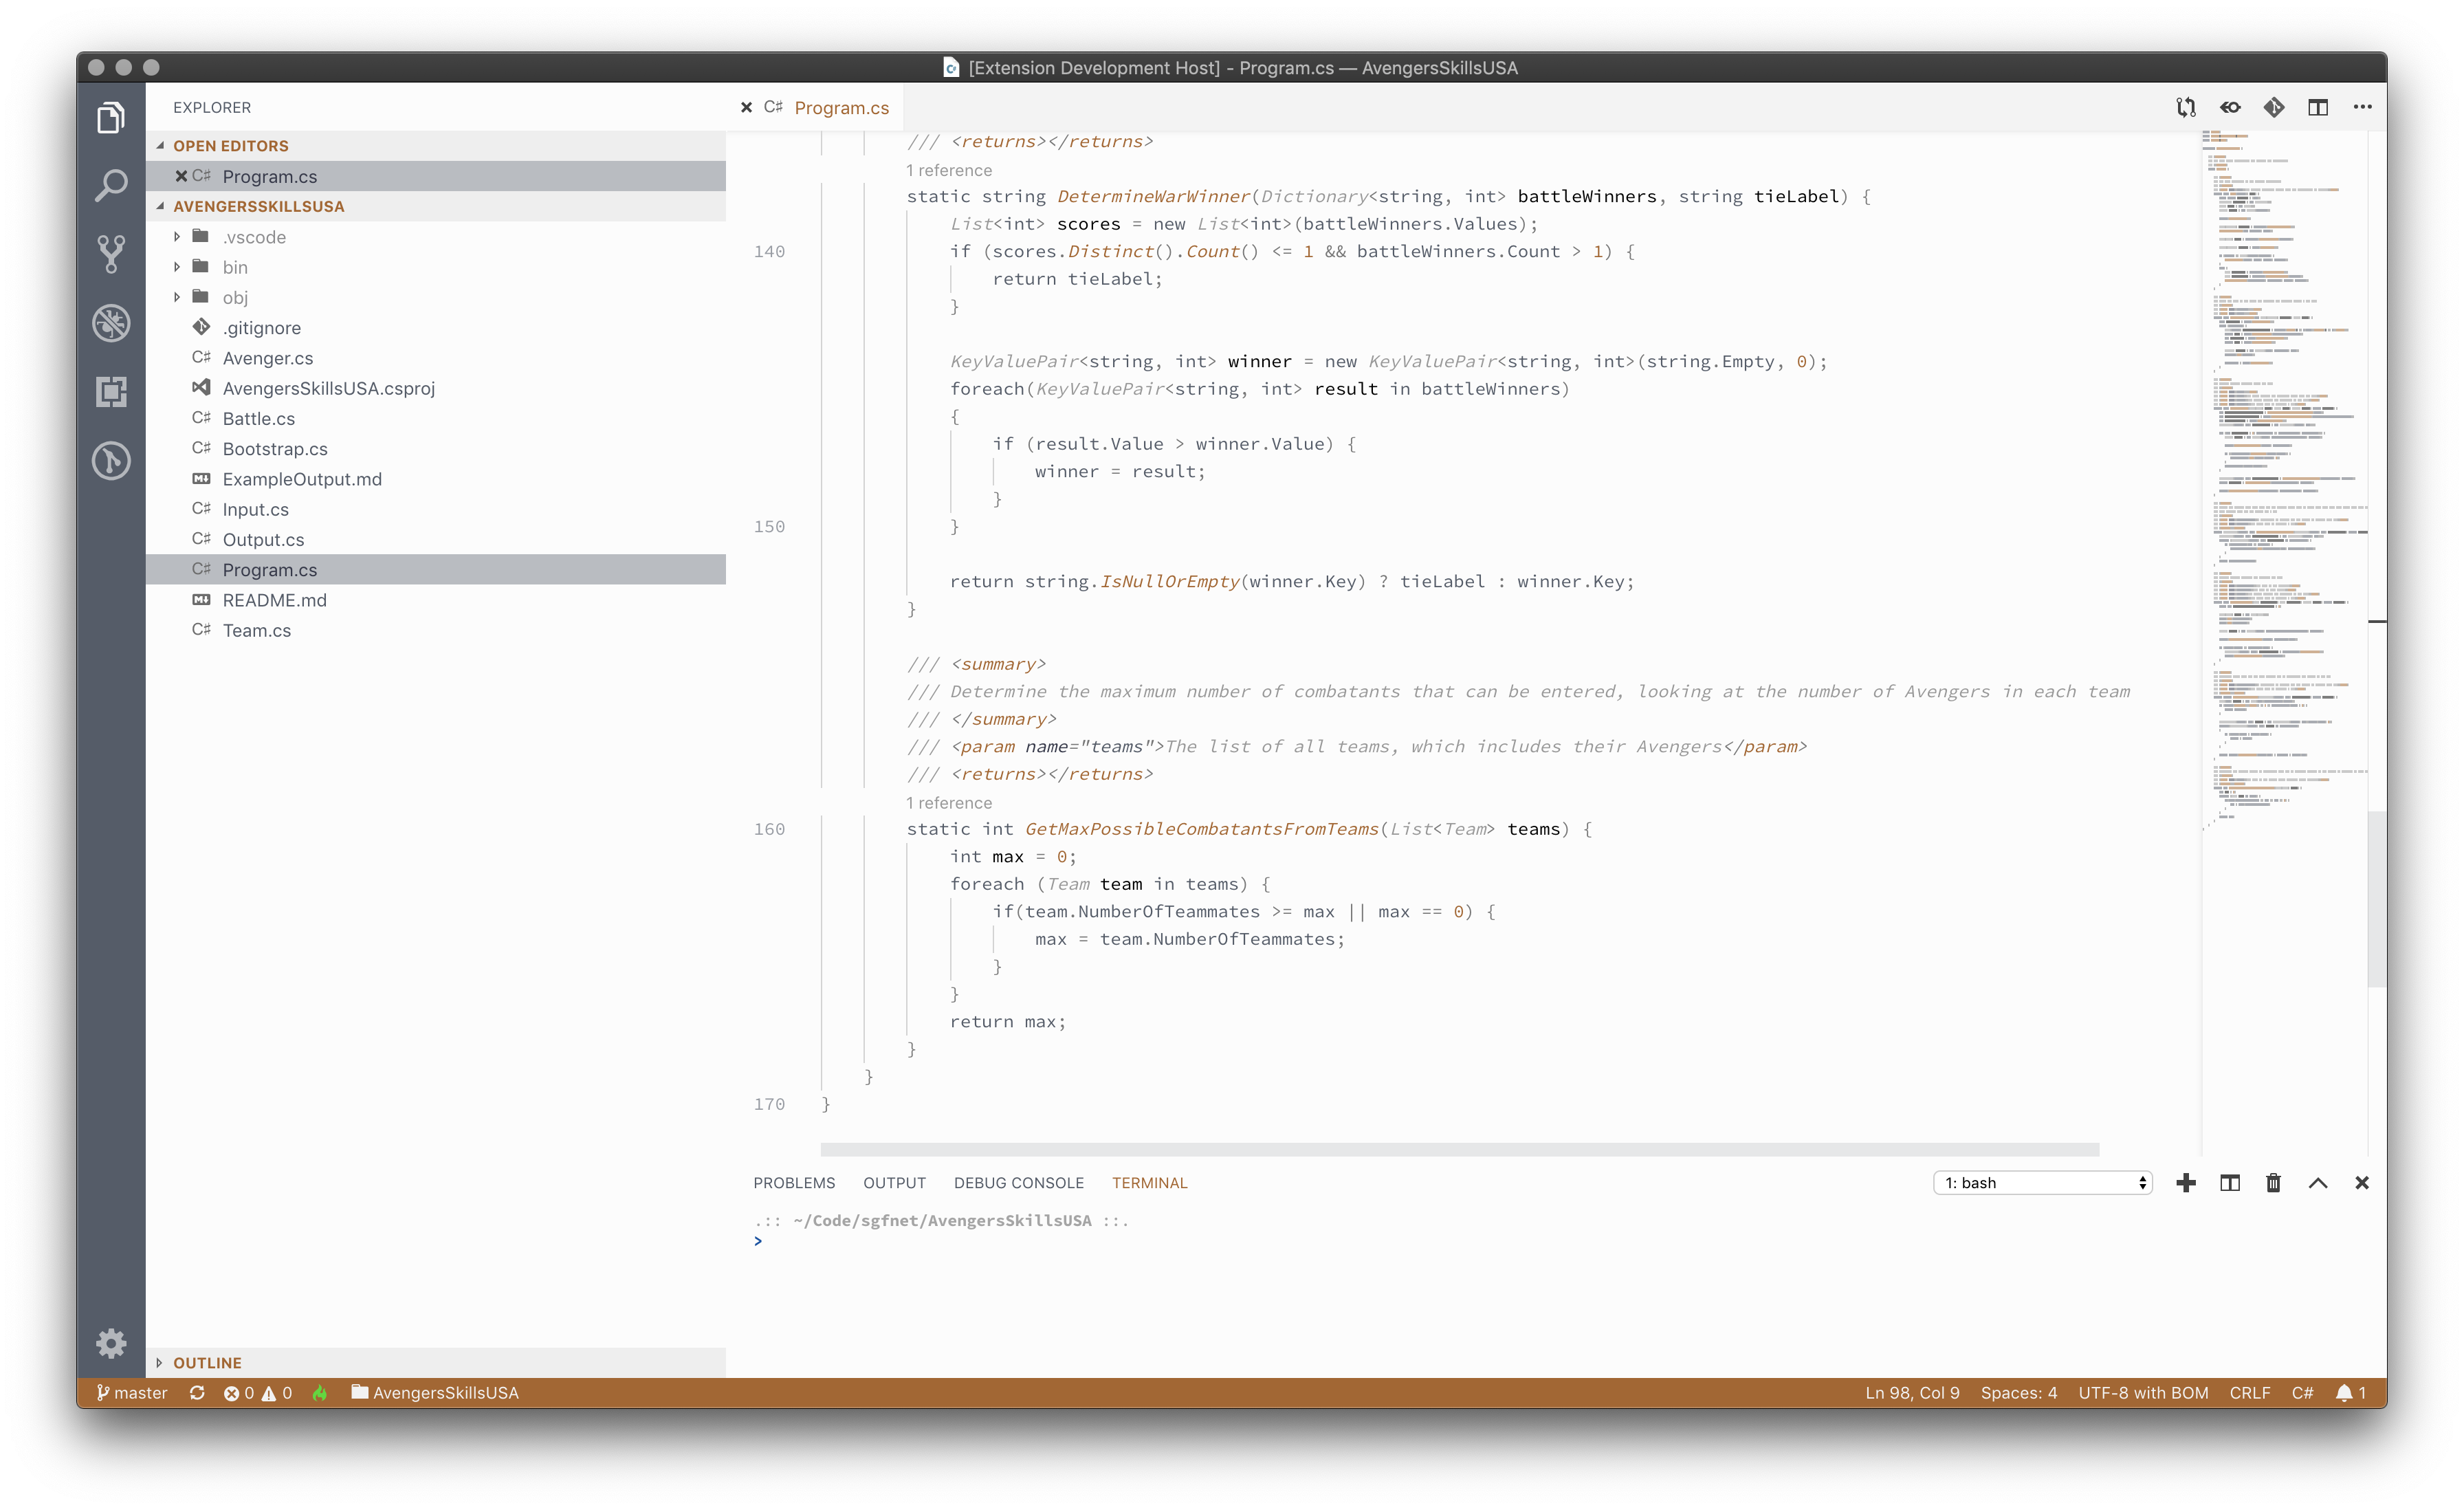 [Extension Development Host] - Program.cs — AvengersSkillsUSA
EXPLORER
OPEN EDITORS
C# Program.cs
AVENGERSSKILLSUSA
.vscode
bin
obj
.gitignore
C# Avenger.cs
AvengersSkillsUSA.csproj
C# Battle.cs
C# Bootstrap.cs
ExampleOutput.md
C# Input.cs
C# Output.cs
C# Program.cs
README.md
C# Team.cs
OUTLINE
C# Program.cs
/// <returns></returns>
1 reference
static string DetermineWarWinner(Dictionary<string, int> battleWinners, string tieLabel) {
List<int> scores = new List<int>(battleWinners.Values);
140 if (scores.Distinct().Count() <= 1 && battleWinners.Count > 1) {
return tieLabel;
}
KeyValuePair<string, int> winner = new KeyValuePair<string, int>(string.Empty, 0);
foreach(KeyValuePair<string, int> result in battleWinners)
{
if (result.Value > winner.Value) {
winner = result;
}
150 }
return string.IsNullOrEmpty(winner.Key) ? tieLabel : winner.Key;
}
/// <summary>
/// Determine the maximum number of combatants that can be entered, looking at the number of Avengers in each team
/// </summary>
/// <param name="teams">The list of all teams, which includes their Avengers</param>
/// <returns></returns>
1 reference
160 static int GetMaxPossibleCombatantsFromTeams(List<Team> teams) {
int max = 0;
foreach (Team team in teams) {
if(team.NumberOfTeammates >= max || max == 0) {
max = team.NumberOfTeammates;
}
}
return max;
}
}
170 }
PROBLEMS OUTPUT DEBUG CONSOLE TERMINAL 1: bash
.:: ~/Code/sgfnet/AvengersSkillsUSA ::.
>
master 0 0 AvengersSkillsUSA Ln 98, Col 9 Spaces: 4 UTF-8 with BOM CRLF C# 1